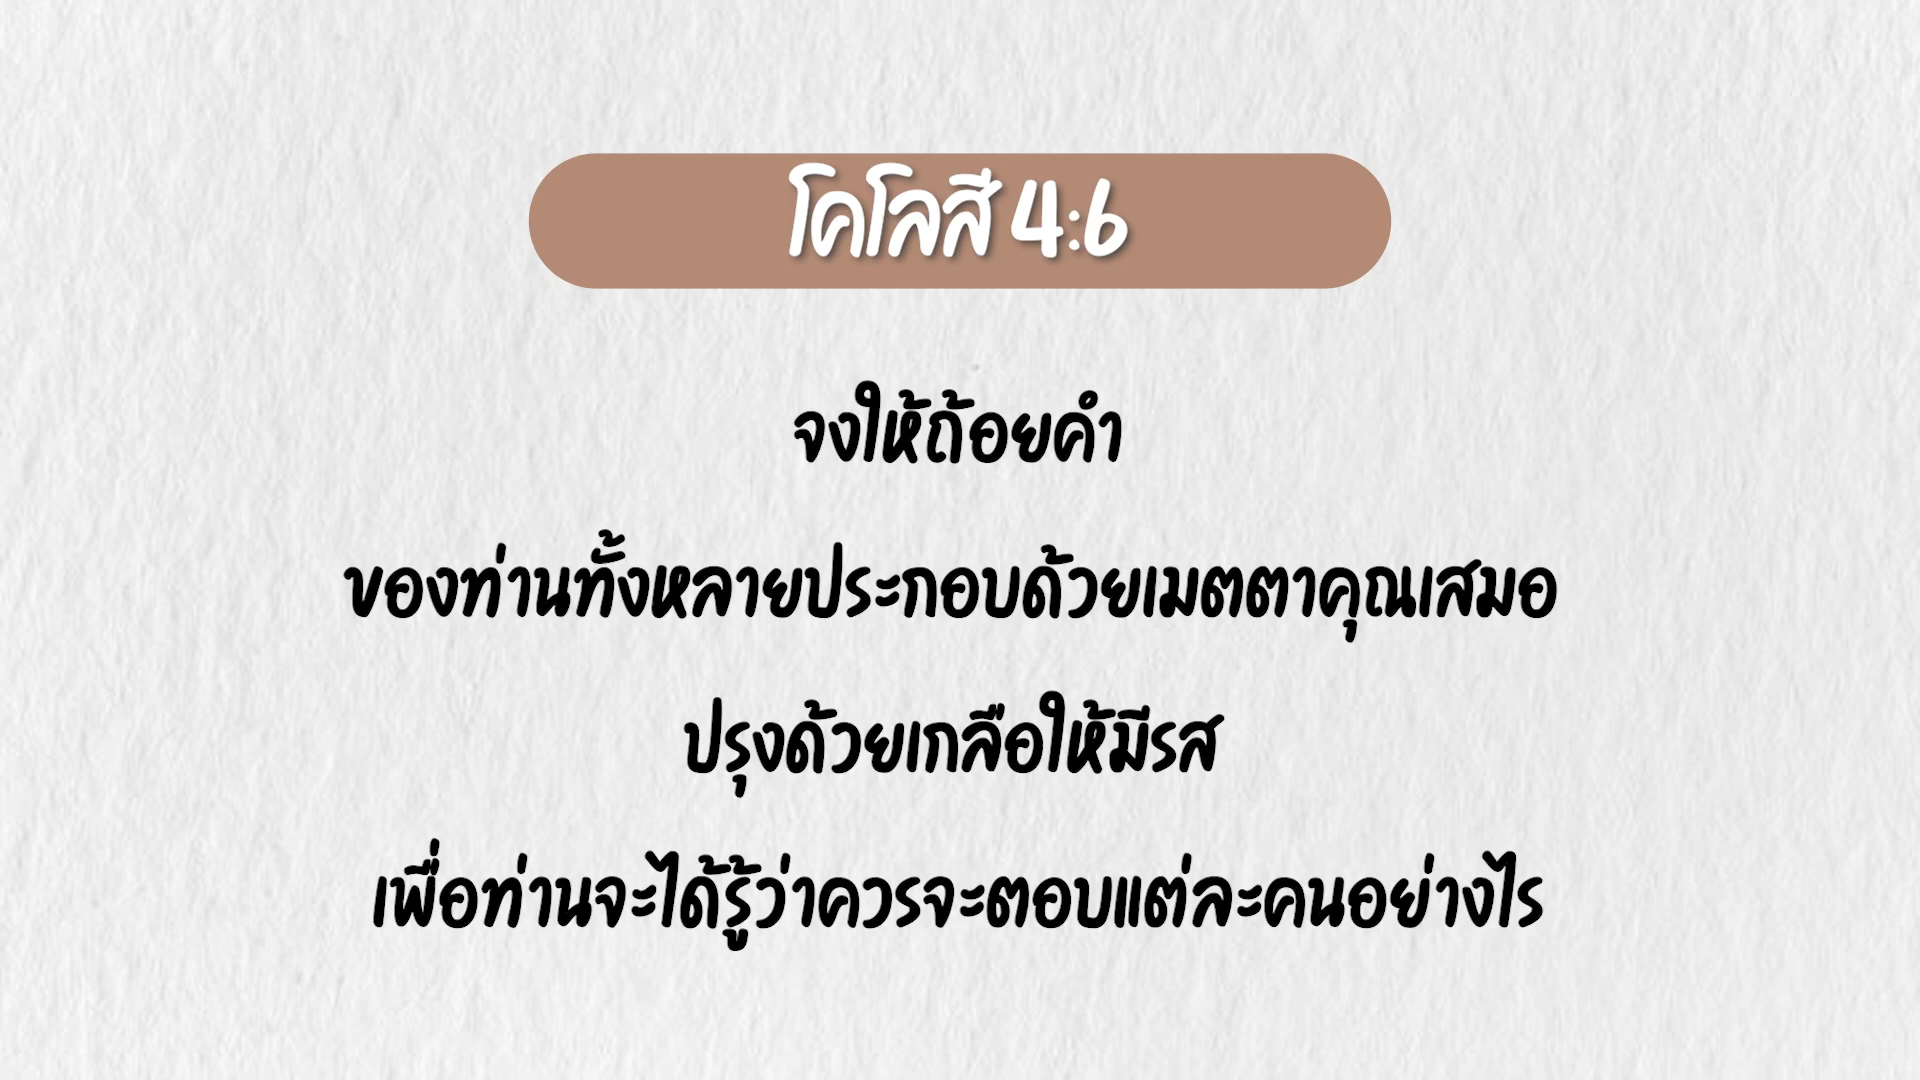 โคโลสี 4:6
จงให้ถ้อยคำ
ของท่านทั้งหลายประกอบด้วยเมตตาคุณเสมอ
ปรุงด้วยเกลือให้มีรส
เพื่อท่านจะได้รู้ว่าควรจะตอบแต่ละคนอย่างไร